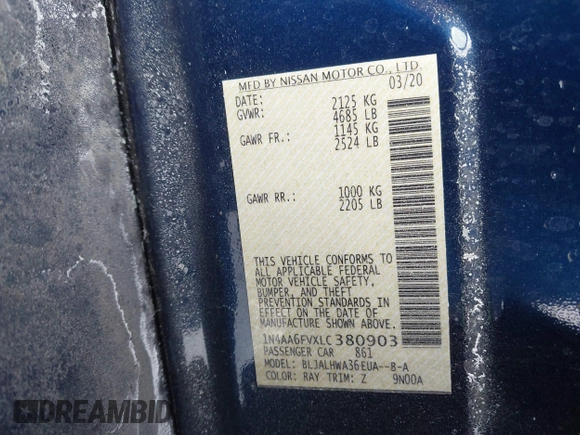 MFD BY NISSAN MOTOR CO., LTD.
DATE: 03/20
GVWR: 2125 KG
4685 LB
GAWR FR.: 1145 KG
2524 LB
GAWR RR.: 1000 KG
2205 LB
THIS VEHICLE CONFORMS TO
ALL APPLICABLE FEDERAL
MOTOR VEHICLE SAFETY,
BUMPER, AND THEFT
PREVENTION STANDARDS IN
EFFECT ON THE DATE OF
MANUFACTURE SHOWN ABOVE.
1N4AA6FVXLC380903
PASSENGER CAR 861
MODEL: BLJALHWA36EUA--B-A
COLOR: RAY TRIM: Z 9N00A
DREAMBID